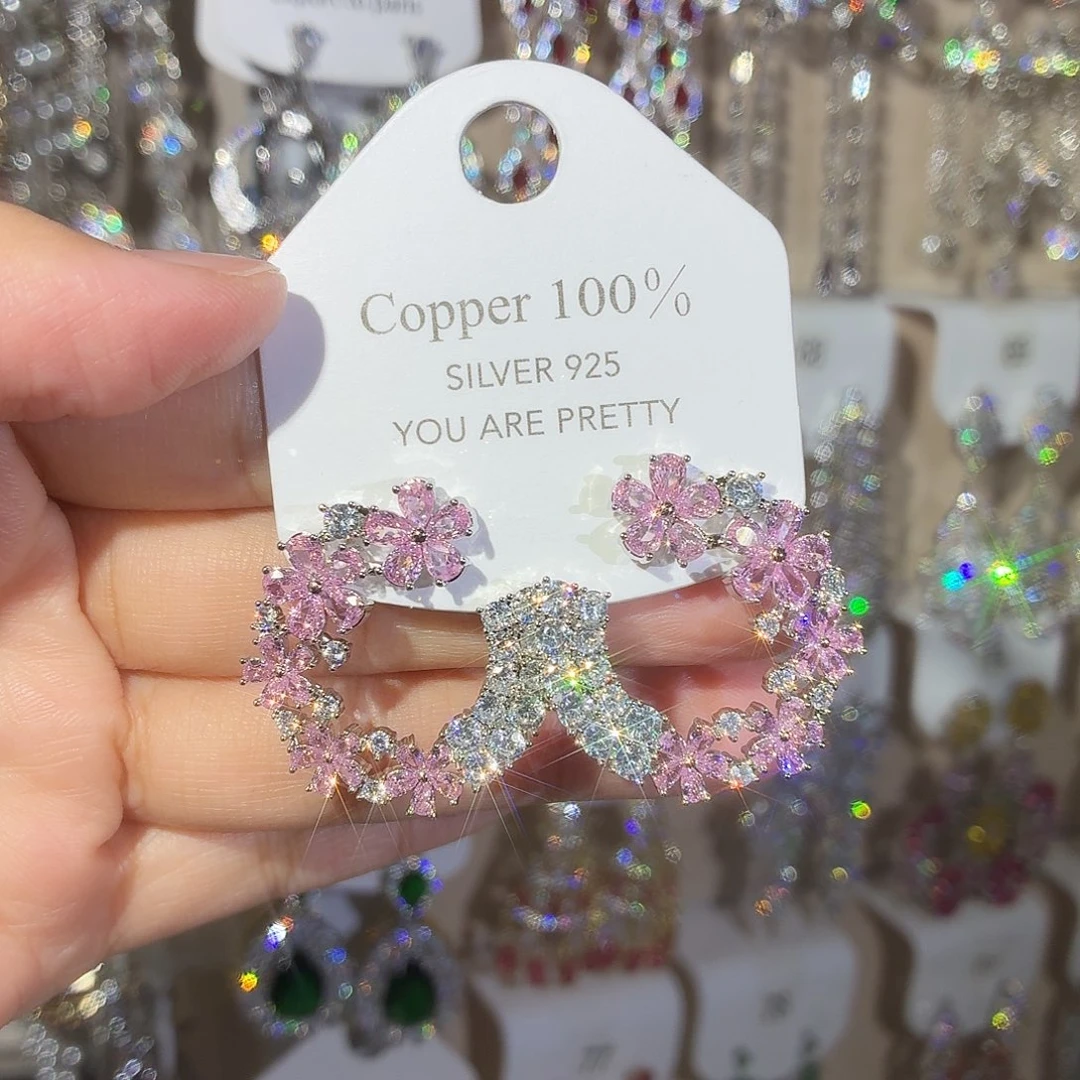 Copper 100%
SILVER 925
YOU ARE PRETTY